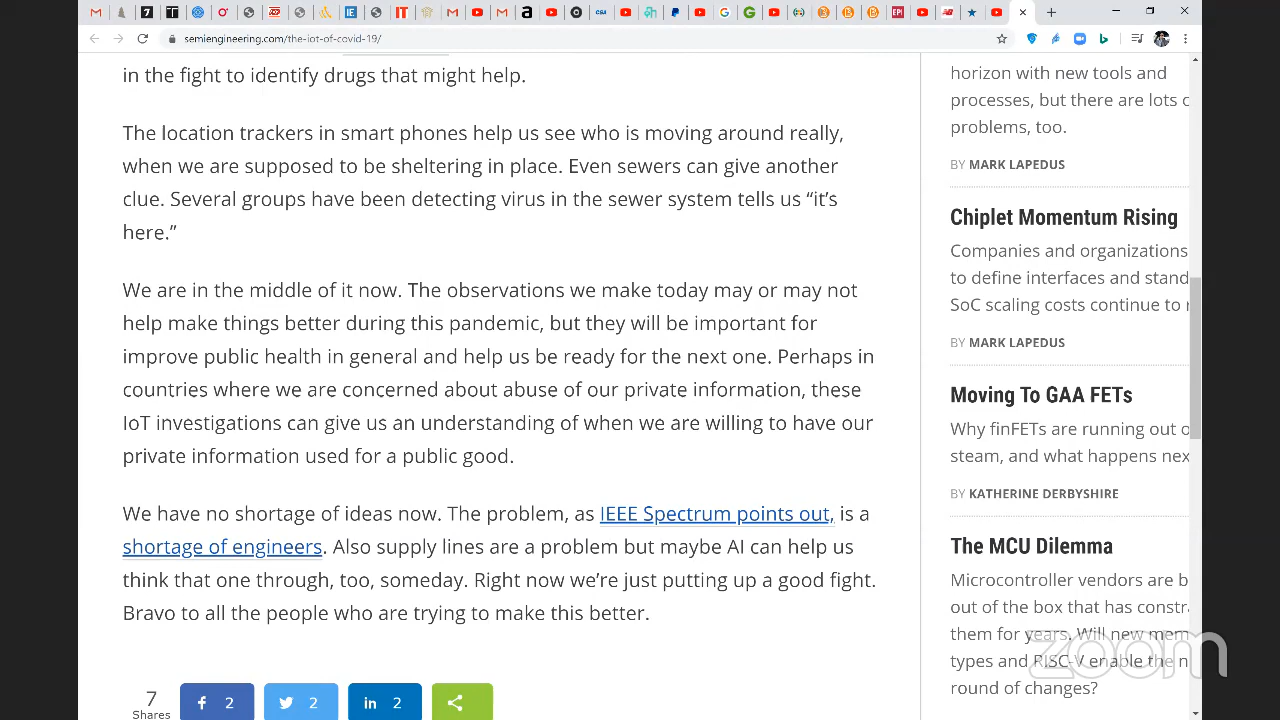 semiengineering.com/the-iot-of-covid-19/
in the fight to identify drugs that might help.
The location trackers in smart phones help us see who is moving around really,
when we are supposed to be sheltering in place. Even sewers can give another
clue. Several groups have been detecting virus in the sewer system tells us “it’s
here.”
We are in the middle of it now. The observations we make today may or may not
help make things better during this pandemic, but they will be important for
improve public health in general and help us be ready for the next one. Perhaps in
countries where we are concerned about abuse of our private information, these
IoT investigations can give us an understanding of when we are willing to have our
private information used for a public good.
We have no shortage of ideas now. The problem, as IEEE Spectrum points out, is a
shortage of engineers. Also supply lines are a problem but maybe AI can help us
think that one through, too, someday. Right now we’re just putting up a good fight.
Bravo to all the people who are trying to make this better.
7
Shares
2
2
in 2
horizon with new tools and
processes, but there are lots
problems, too.
BY MARK LAPEDUS
Chiplet Momentum Rising
Companies and organizations
to define interfaces and stand
SoC scaling costs continue to
BY MARK LAPEDUS
Moving To GAA FETs
Why finFETs are running out
steam, and what happens nex
BY KATHERINE DERBYSHIRE
The MCU Dilemma
Microcontroller vendors are b
out of the box that has constr
them for years. Will new mem
types and RISC-V enable the n
round of changes?
zoom